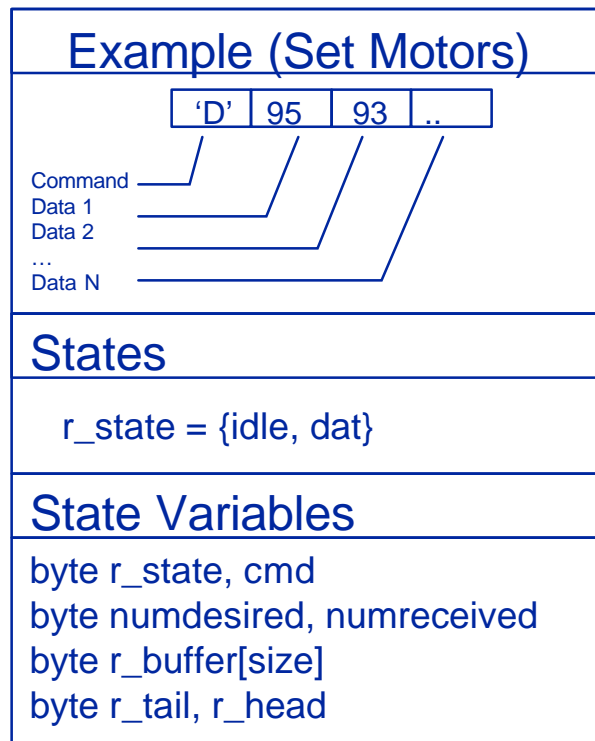 Example (Set Motors)
‘D’ 95 93 ..
Command
Data 1
Data 2
…
Data N
States
r_state = {idle, dat}
State Variables
byte r_state, cmd
byte numdesired, numreceived
byte r_buffer[size]
byte r_tail, r_head